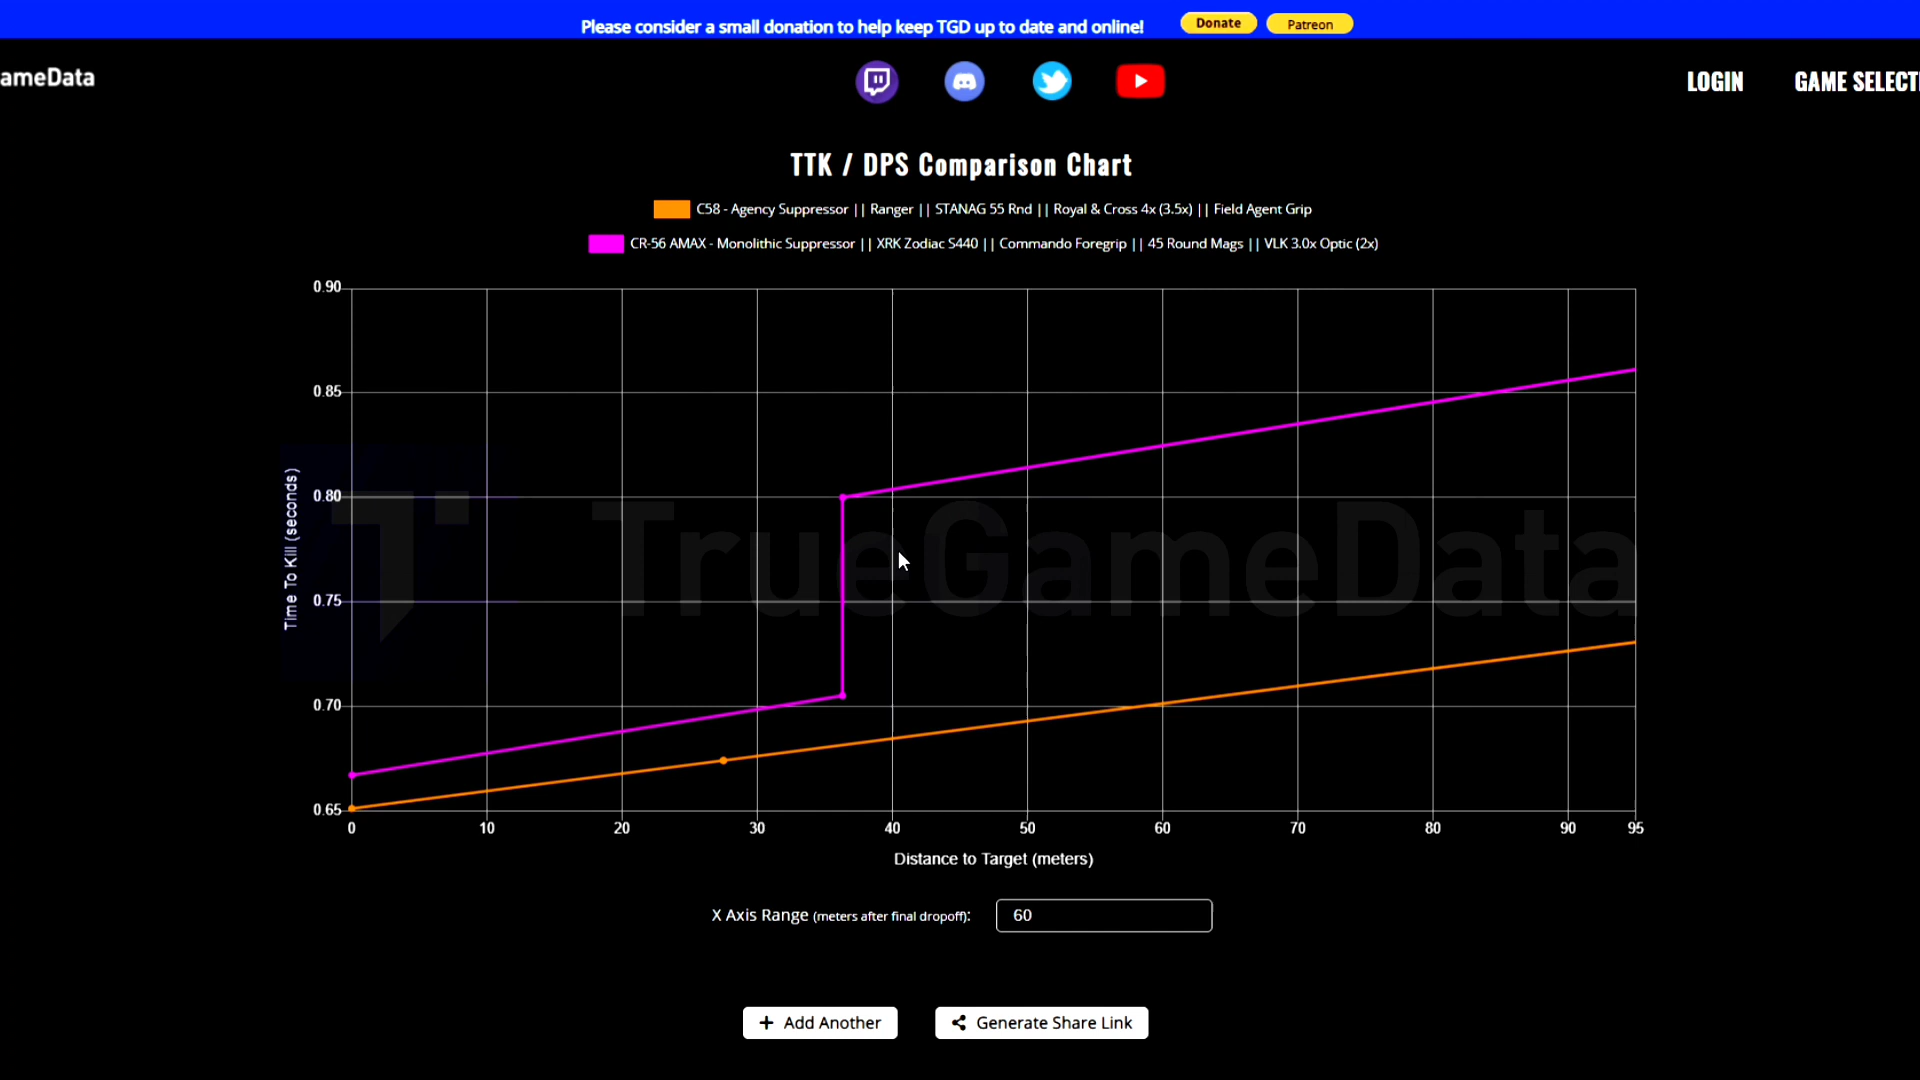 Please consider a small donation to help keep TGD up to date and online! Donate Patreon
ameData
LOGIN GAME SELECTI
TTK / DPS Comparison Chart
C58 - Agency Suppressor || Ranger || STANAG 55 Rnd || Royal & Cross 4x (3.5x) || Field Agent Grip
CR-56 AMAX - Monolithic Suppressor || XRK Zodiac S440 || Commando Foregrip || 45 Round Mags || VLK 3.0x Optic (2x)
0.90
0.85
0.80
0.75
0.70
0.65
Time To Kill (seconds)
TrueGameData
0 10 20 30 40 50 60 70 80 90 95
Distance to Target (meters)
X Axis Range (meters after final dropoff): 60
+ Add Another
Generate Share Link